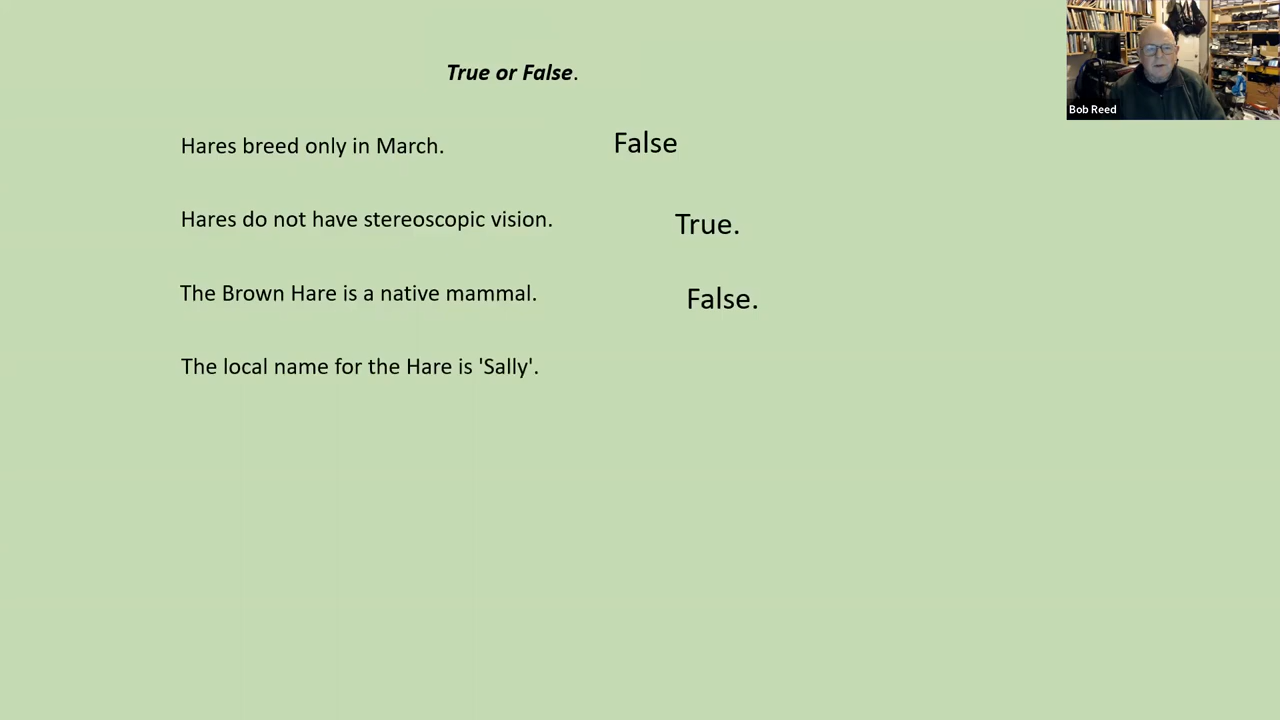 True or False.
Bob Reed
Hares breed only in March. False
Hares do not have stereoscopic vision. True.
The Brown Hare is a native mammal. False.
The local name for the Hare is 'Sally'.